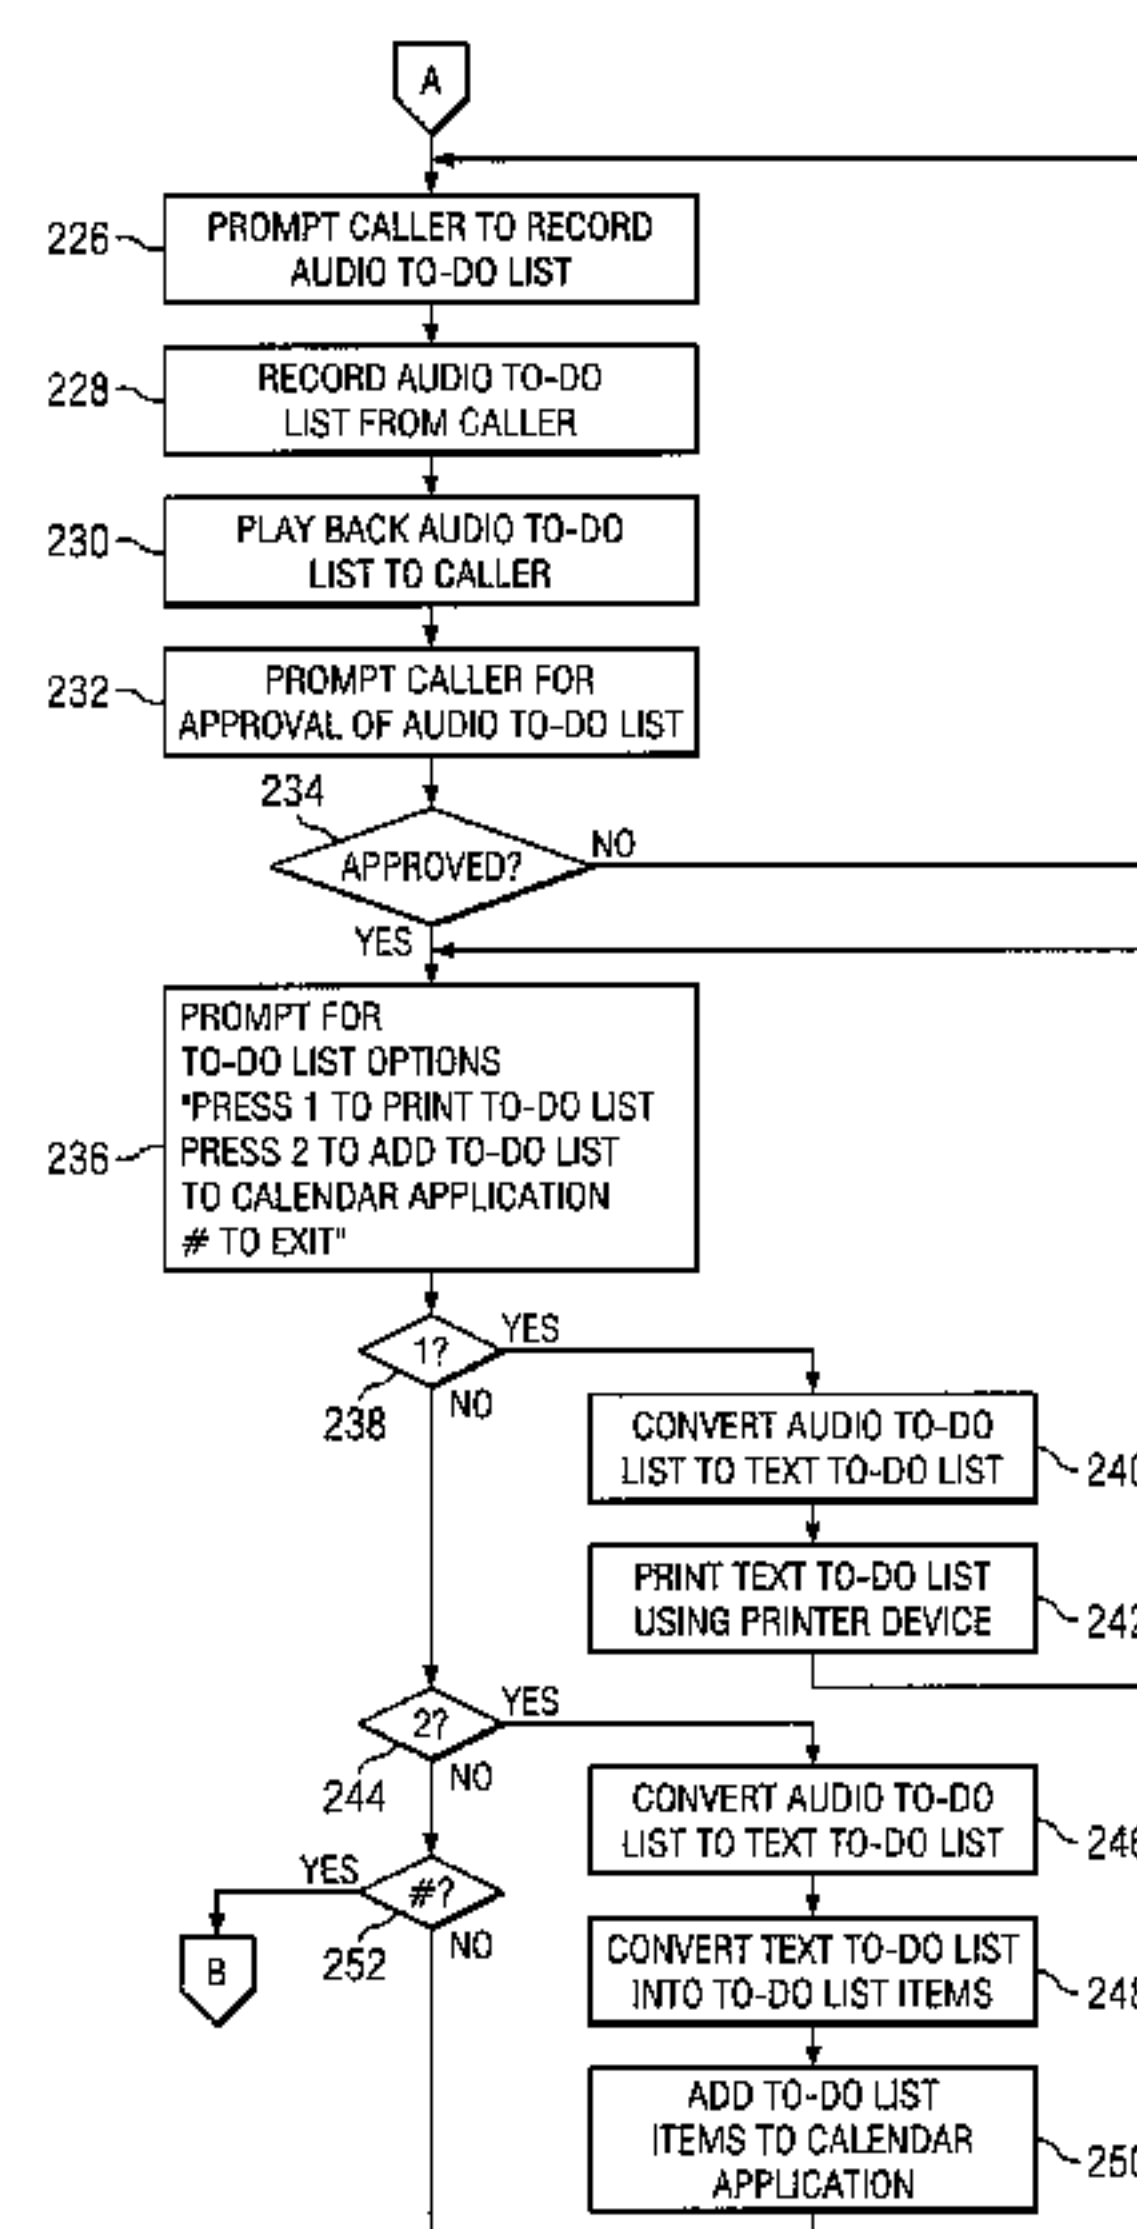 A
226
PROMPT CALLER TO RECORD
AUDIO TO-DO LIST
228
RECORD AUDIO TO-DO
LIST FROM CALLER
230
PLAY BACK AUDIO TO-DO
LIST TO CALLER
232
PROMPT CALLER FOR
APPROVAL OF AUDIO TO-DO LIST
234
APPROVED?
NO
YES
236
PROMPT FOR
TO-DO LIST OPTIONS
"PRESS 1 TO PRINT TO-DO LIST
PRESS 2 TO ADD TO-DO LIST
TO CALENDAR APPLICATION
# TO EXIT"
1?
YES
238
NO
CONVERT AUDIO TO-DO
LIST TO TEXT TO-DO LIST
240
PRINT TEXT TO-DO LIST
USING PRINTER DEVICE
242
2?
YES
244
NO
CONVERT AUDIO TO-DO
LIST TO TEXT TO-DO LIST
246
YES
#?
252
NO
B
CONVERT TEXT TO-DO LIST
INTO TO-DO LIST ITEMS
248
ADD TO-DO LIST
ITEMS TO CALENDAR
APPLICATION
250